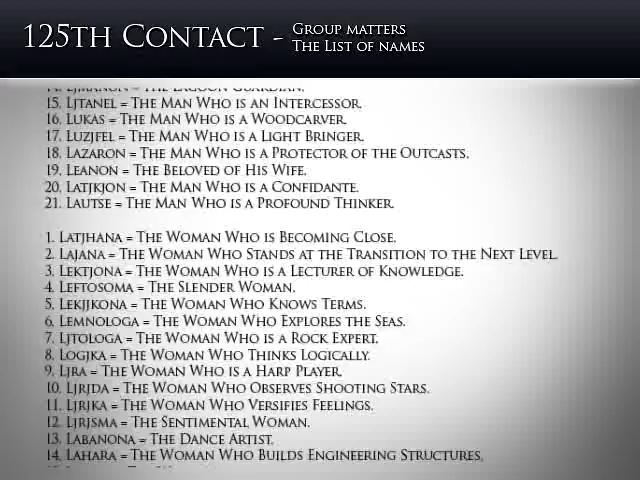 125th Contact - Group matters
The List of names
14. Ljmanon = The Lagoon Guardian.
15. Ljtanel = The Man Who is an Intercessor.
16. Lukas = The Man Who is a Woodcarver.
17. Luzjfel = The Man Who is a Light Bringer.
18. Lazaron = The Man Who is a Protector of the Outcasts.
19. Leanon = The Beloved of His Wife.
20. Latjkjon = The Man Who is a Confidante.
21. Lautse = The Man Who is a Profound Thinker.
1. Latjhana = The Woman Who is Becoming Close.
2. Lajana = The Woman Who Stands at the Transition to the Next Level.
3. Lektjona = The Woman Who is a Lecturer of Knowledge.
4. Leftosoma = The Slender Woman.
5. Lekjjkona = The Woman Who Knows Terms.
6. Lemnologa = The Woman Who Explores the Seas.
7. Ljtologa = The Woman Who is a Rock Expert.
8. Logjka = The Woman Who Thinks Logically.
9. Ljra = The Woman Who is a Harp Player.
10. Ljrjda = The Woman Who Observes Shooting Stars.
11. Ljrjka = The Woman Who Versifies Feelings.
12. Ljrjsma = The Sentimental Woman.
13. Labanona = The Dance Artist.
14. Lahara = The Woman Who Builds Engineering Structures.